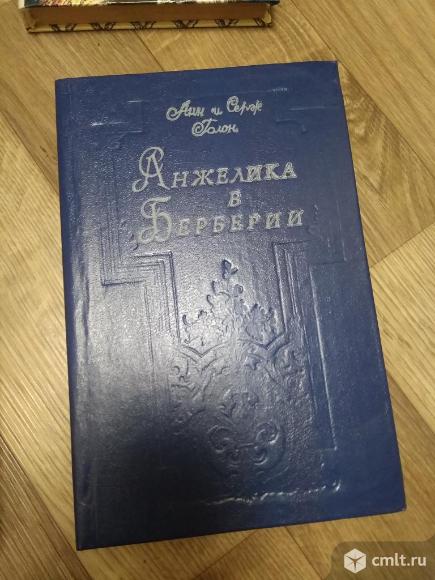 Анн и Серж
Голон
Анжелика
в
Берберии
cmlt.ru